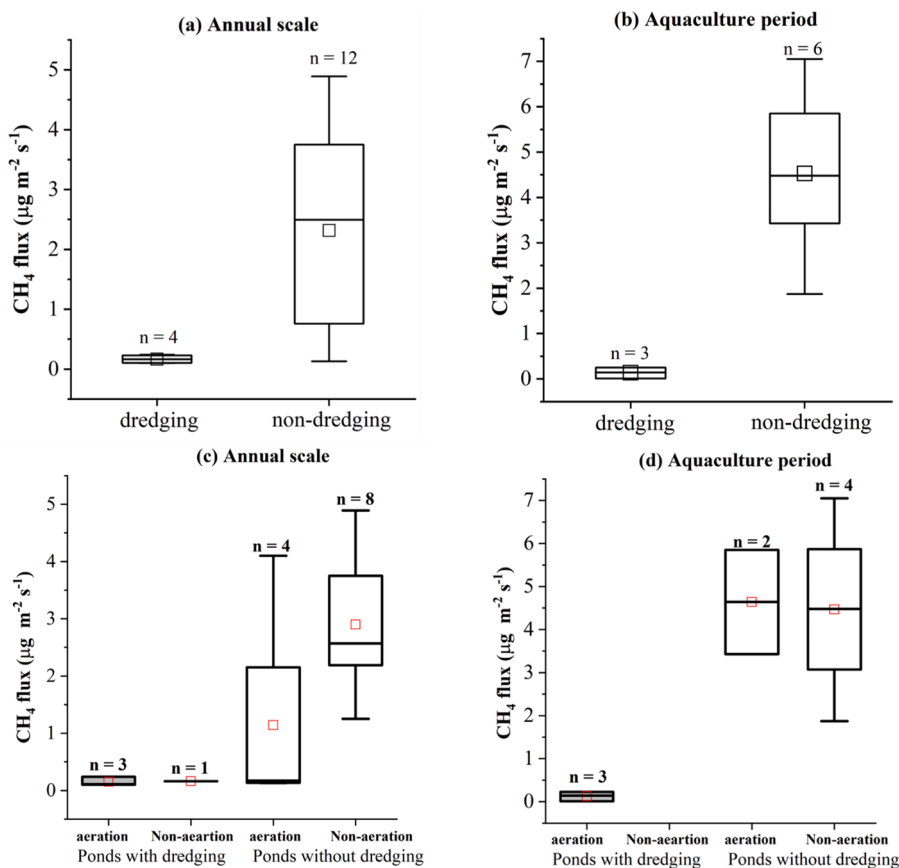 (a) Annual scale
CH₄ flux (μg m⁻² s⁻¹)
5
4
3
2
1
0
n = 4
n = 12
dredging
non-dredging
(b) Aquaculture period
CH₄ flux (μg m⁻² s⁻¹)
7
6
5
4
3
2
1
0
n = 3
n = 6
dredging
non-dredging
(c) Annual scale
CH₄ flux (μg m⁻² s⁻¹)
5
4
3
2
1
0
n = 3
n = 1
n = 4
n = 8
aeration Non-aeartion aeration Non-aeration
Ponds with dredging Ponds without dredging
(d) Aquaculture period
CH₄ flux (μg m⁻² s⁻¹)
7
6
5
4
3
2
1
0
n = 3
n = 2
n = 4
aeration Non-aeration aeration Non-aeration
Ponds with dredging Ponds without dredging